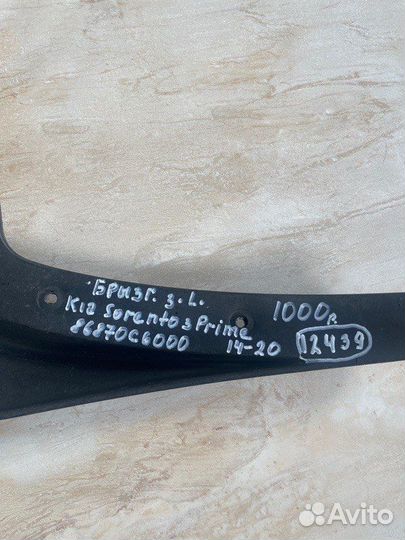 БРЫЗГ. З.L.
Kia Sorento 3 Prime
86870C6000 14-20
1000р
12439
Avito